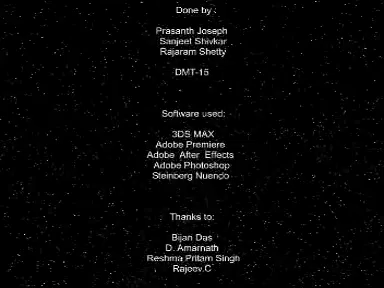 Done by :
Prasanth Joseph
Sanjeet Shivkar
Rajaram Shetty
DMT-15
Software used:
3DS MAX
Adobe Premiere
Adobe After Effects
Adobe Photoshop
Steinberg Nuendo
Thanks to:
Bijan Das
D. Amarnath
Reshma Pritam Singh
Rajeev.C